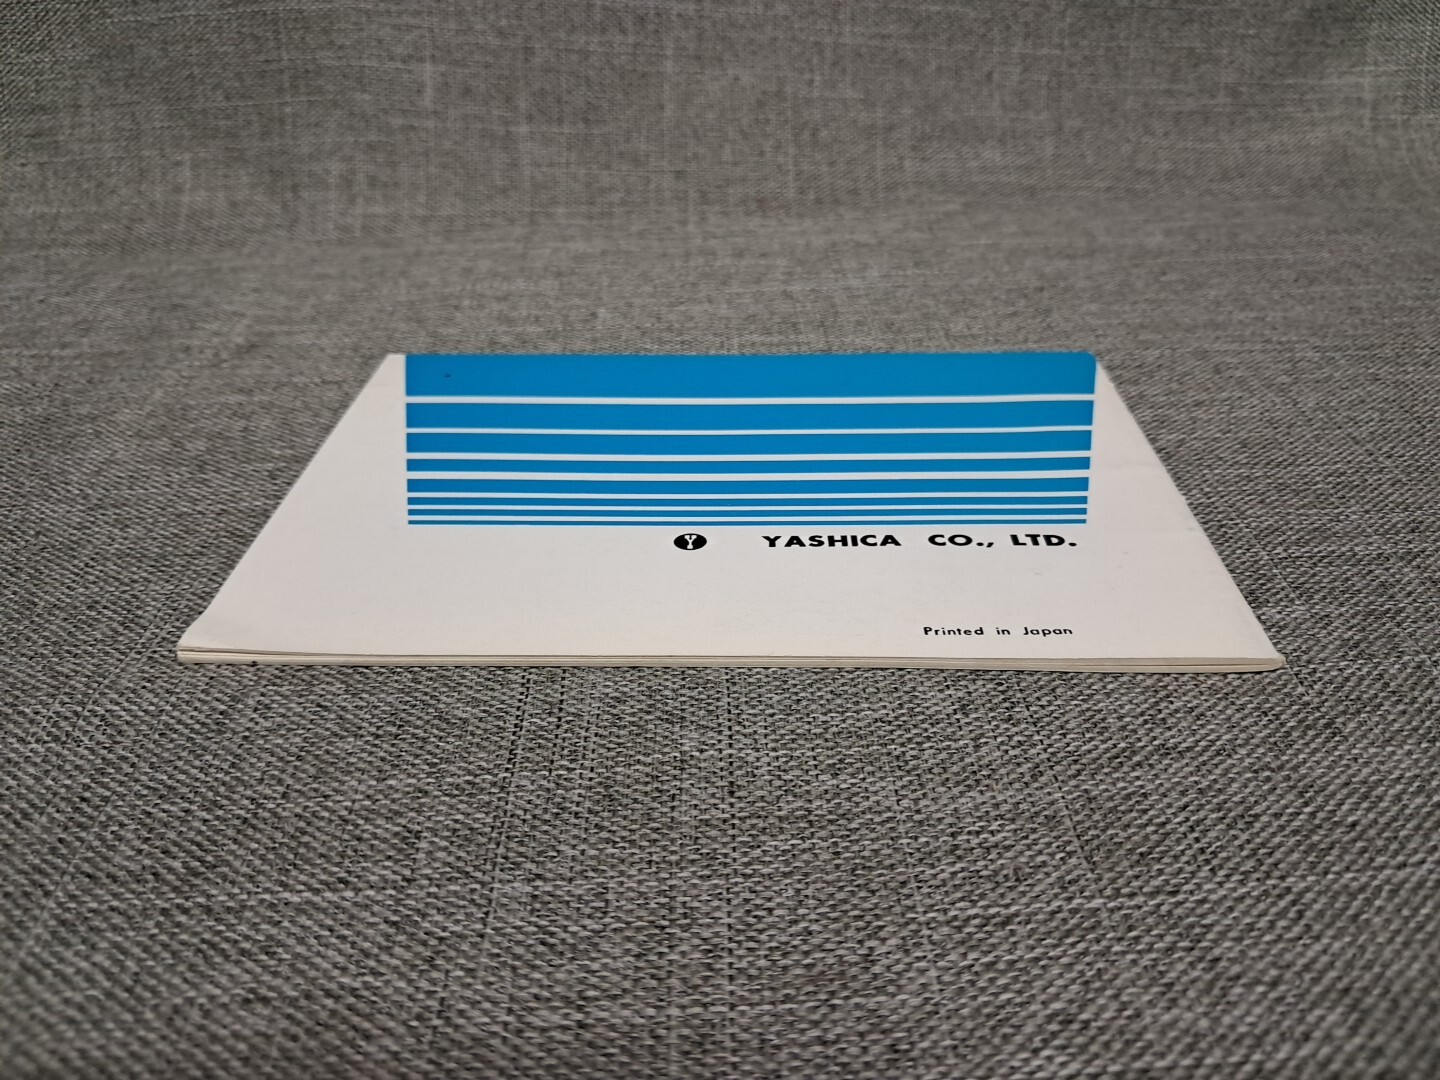 Y YASHICA CO., LTD.
Printed in Japan